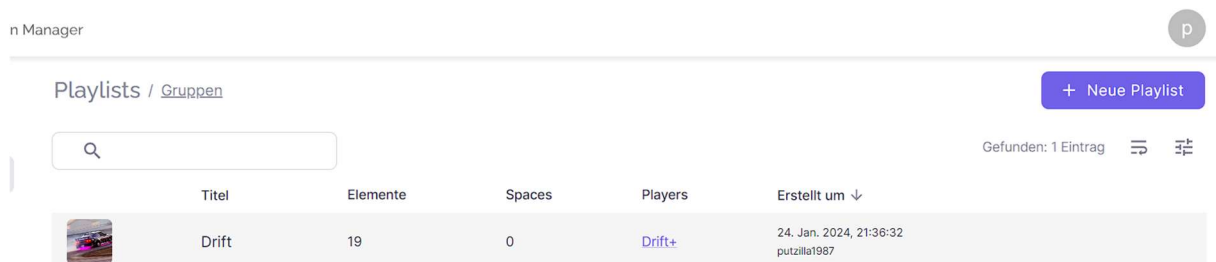 n Manager
p
Playlists / Gruppen
+ Neue Playlist
Gefunden: 1 Eintrag
Titel Elemente Spaces Players Erstellt um ↓
Drift 19 0 Drift+ 24. Jan. 2024, 21:36:32
putzilla1987